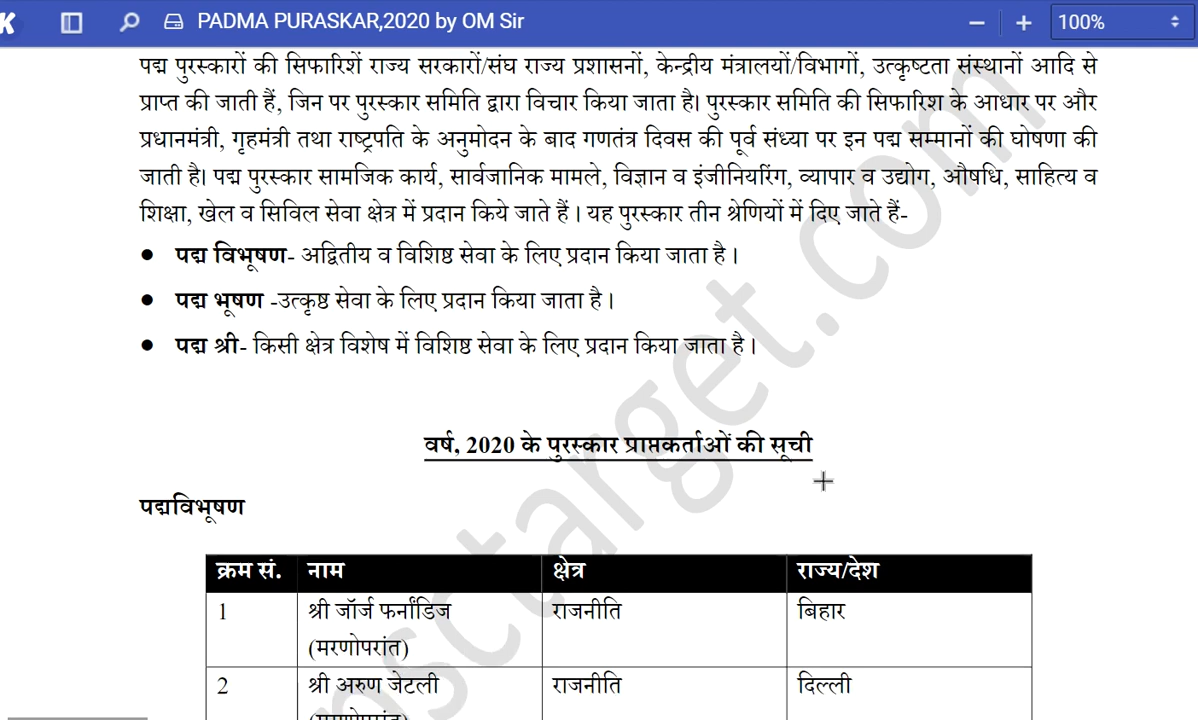 PADMA PURASKAR,2020 by OM Sir
100%
पद्म पुरस्कारों की सिफारिशें राज्य सरकारों/संघ राज्य प्रशासनों, केन्द्रीय मंत्रालयों/विभागों, उत्कृष्टता संस्थानों आदि से
प्राप्त की जाती हैं, जिन पर पुरस्कार समिति द्वारा विचार किया जाता है। पुरस्कार समिति की सिफारिश के आधार पर और
प्रधानमंत्री, गृहमंत्री तथा राष्ट्रपति के अनुमोदन के बाद गणतंत्र दिवस की पूर्व संध्या पर इन पद्म सम्मानों की घोषणा की
जाती है। पद्म पुरस्कार सामजिक कार्य, सार्वजानिक मामले, विज्ञान व इंजीनियरिंग, व्यापार व उद्योग, औषधि, साहित्य व
शिक्षा, खेल व सिविल सेवा क्षेत्र में प्रदान किये जाते हैं। यह पुरस्कार तीन श्रेणियों में दिए जाते हैं-
● पद्म विभूषण- अद्वितीय व विशिष्ठ सेवा के लिए प्रदान किया जाता है।
● पद्म भूषण -उत्कृष्ठ सेवा के लिए प्रदान किया जाता है।
● पद्म श्री- किसी क्षेत्र विशेष में विशिष्ठ सेवा के लिए प्रदान किया जाता है।
वर्ष, 2020 के पुरस्कार प्राप्तकर्ताओं की सूची
पद्मविभूषण
क्रम सं. नाम क्षेत्र राज्य/देश
1 श्री जॉर्ज फर्नांडिज राजनीति बिहार
(मरणोपरांत)
2 श्री अरुण जेटली राजनीति दिल्ली
(मरणोपरांत)